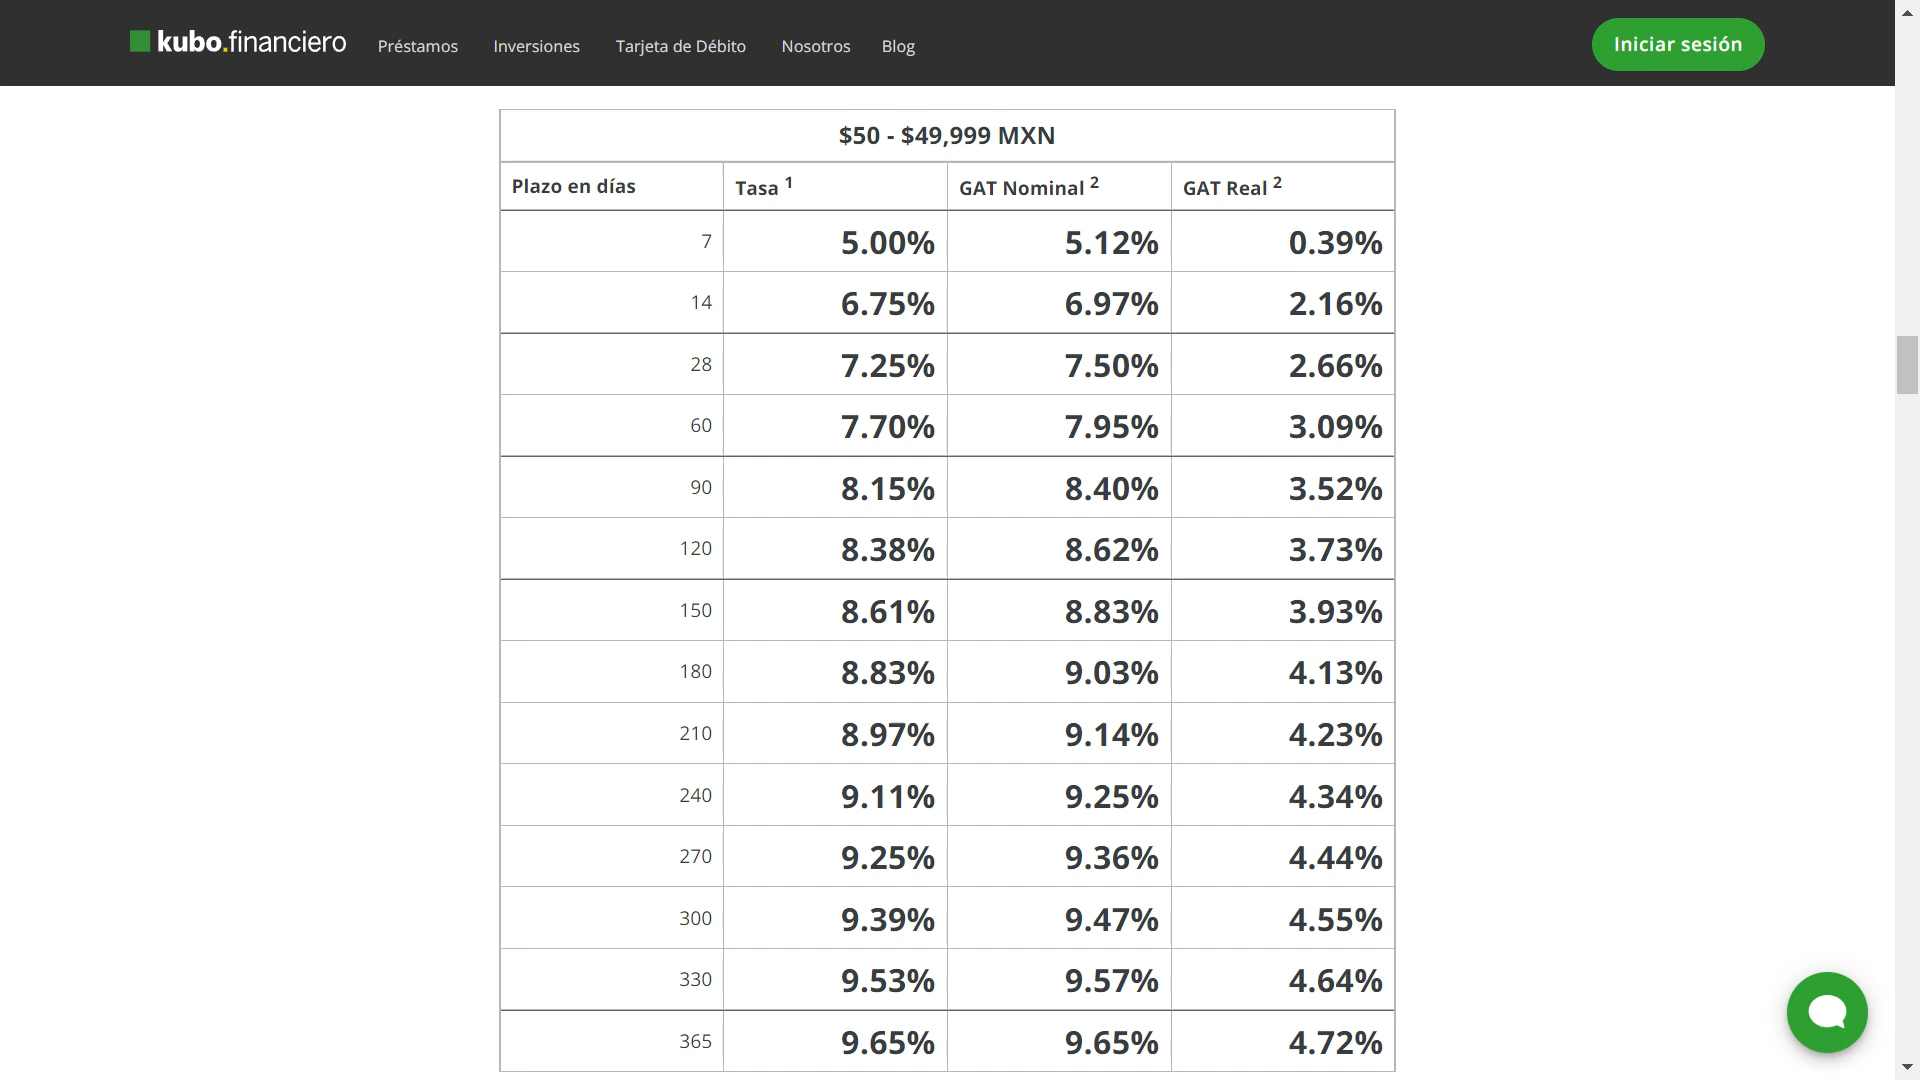 kubo.financiero Préstamos Inversiones Tarjeta de Débito Nosotros Blog Iniciar sesión
$50 - $49,999 MXN
Plazo en días Tasa 1 GAT Nominal 2 GAT Real 2
7 5.00% 5.12% 0.39%
14 6.75% 6.97% 2.16%
28 7.25% 7.50% 2.66%
60 7.70% 7.95% 3.09%
90 8.15% 8.40% 3.52%
120 8.38% 8.62% 3.73%
150 8.61% 8.83% 3.93%
180 8.83% 9.03% 4.13%
210 8.97% 9.14% 4.23%
240 9.11% 9.25% 4.34%
270 9.25% 9.36% 4.44%
300 9.39% 9.47% 4.55%
330 9.53% 9.57% 4.64%
365 9.65% 9.65% 4.72%